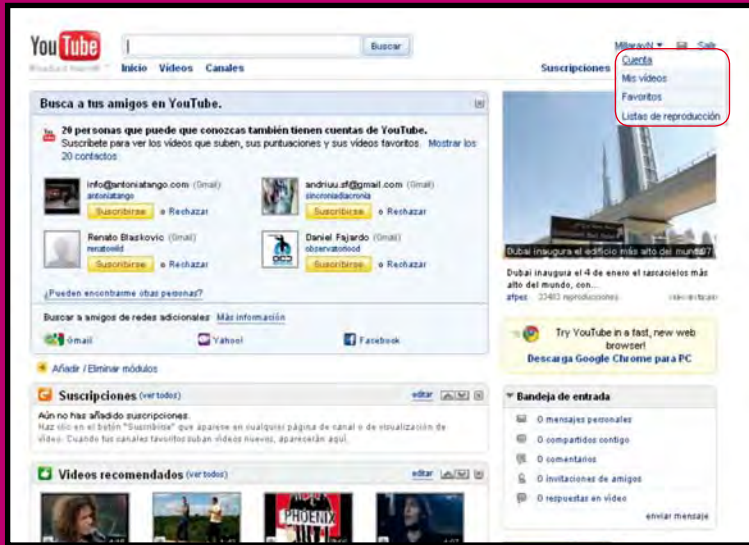 YouTube
Buscar
MilarayN ▼ Salir
Inicio Vídeos Canales
Suscripciones
Cuenta
Mis vídeos
Favoritos
Listas de reproducción
Busca a tus amigos en YouTube.
20 personas que puede que conozcas también tienen cuentas de YouTube.
Suscríbete para ver los vídeos que suben, sus puntuaciones y sus vídeos favoritos. Mostrar los
20 contactos
info@antoniatango.com (Gmail)
antoniatango
Suscribirse o Rechazar
andriuu.sf@gmail.com (Gmail)
sincroniadiacronia
Suscribirse o Rechazar
Renato Blaskovic (Gmail)
Suscribirse o Rechazar
Daniel Fajardo (Gmail)
observatoriood
Suscribirse o Rechazar
¿Pueden encontrarme otras personas?
Buscar a amigos de redes adicionales Más información
Gmail Yahoo! Facebook
Añadir / Eliminar módulos
Suscripciones (ver todos) editar
Aún no has añadido suscripciones.
Haz clic en el botón "Suscribirse" que aparece en cualquier página de canal o de visualización de
vídeo. Cuando tus canales favoritos suban vídeos nuevos, aparecerán aquí.
Vídeos recomendados (ver todos) editar
PHOENIX
Dubai inaugura el edificio más alto del mundo
Dubai inaugura el 4 de enero el rascacielos más
alto del mundo, con...
afpes 33483 reproducciones
Try YouTube in a fast, new web
browser!
Descarga Google Chrome para PC
Bandeja de entrada
0 mensajes personales
0 compartidos contigo
0 comentarios
0 invitaciones de amigos
0 respuestas en vídeo
enviar mensaje